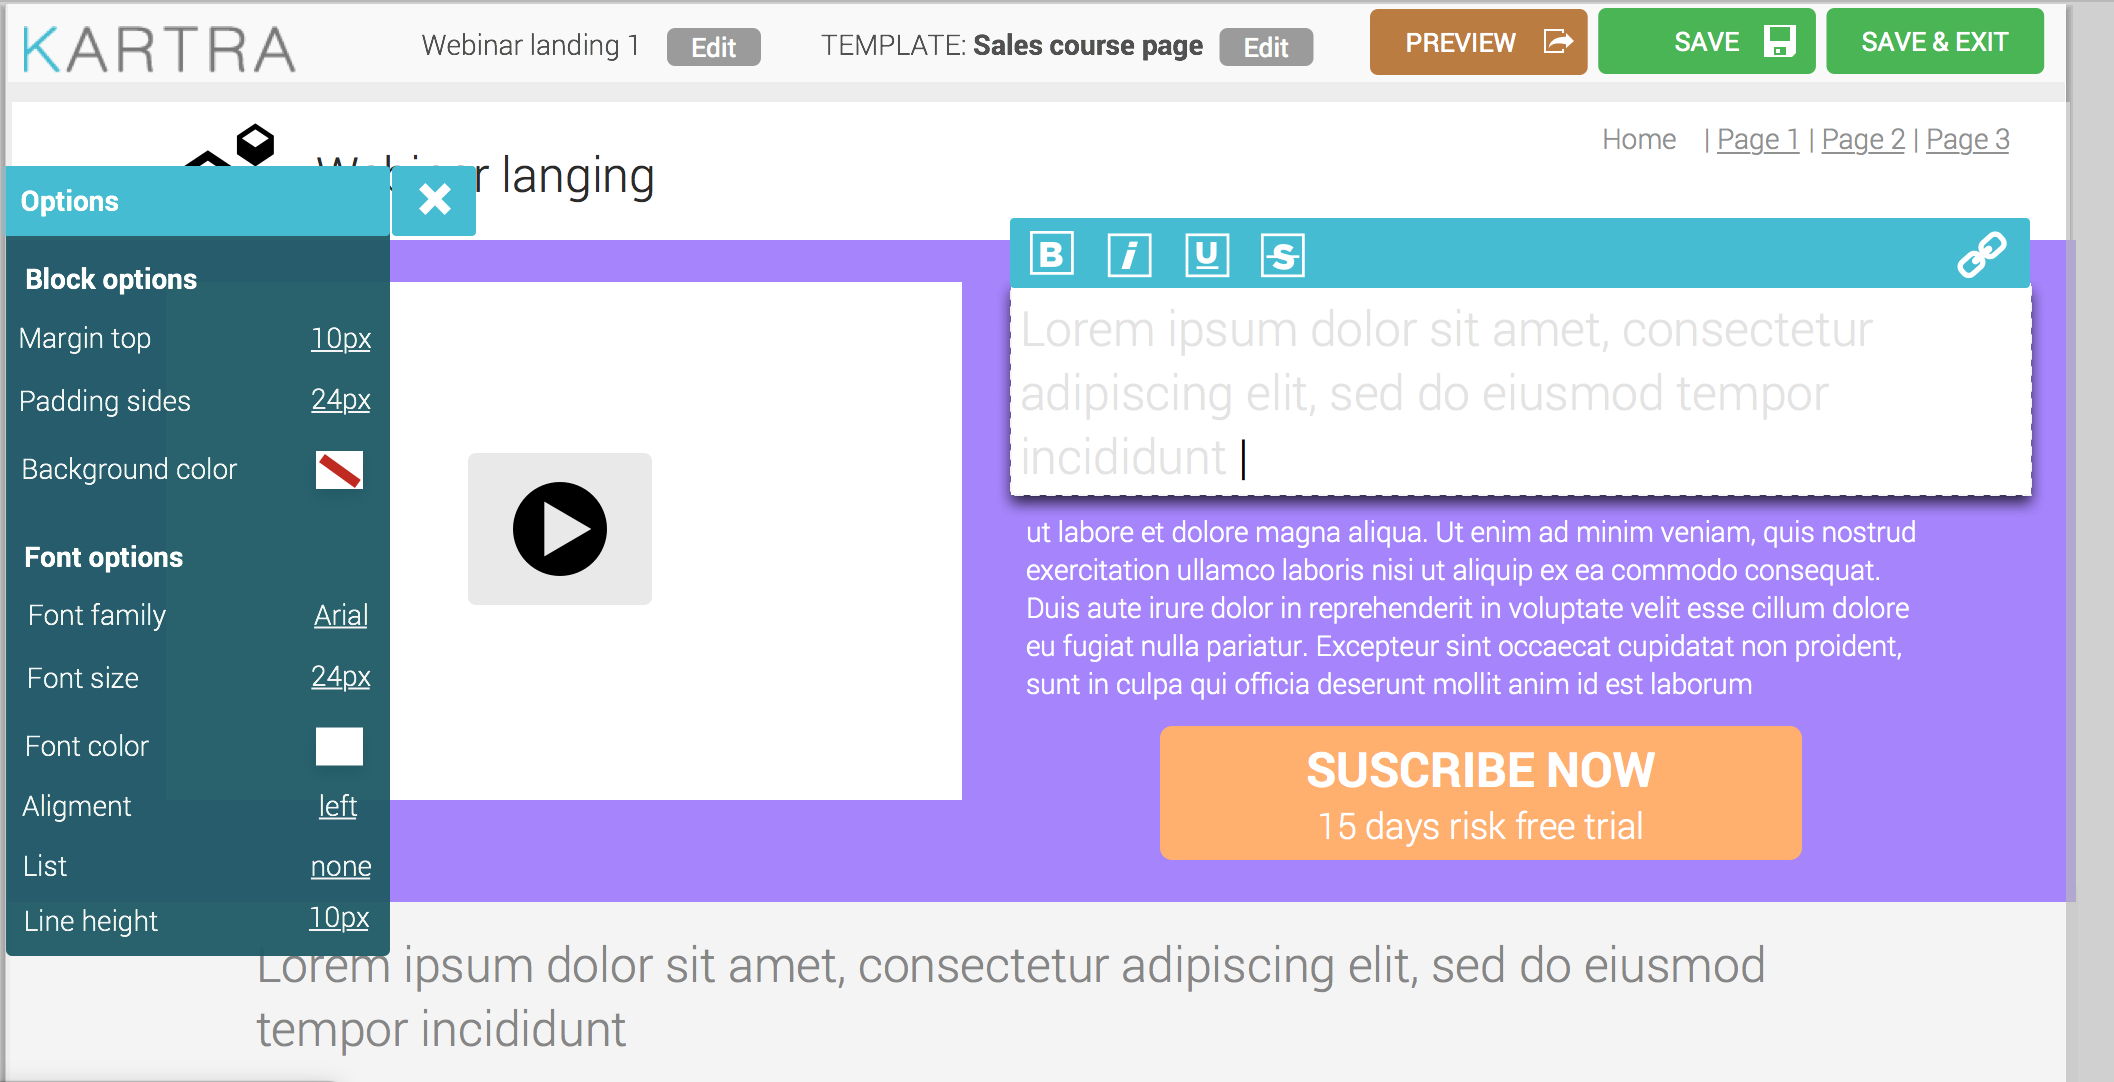 KARTRA
Webinar landing 1 Edit TEMPLATE: Sales course page Edit PREVIEW SAVE SAVE & EXIT
Home | Page 1 | Page 2 | Page 3
Webinar langing
Options
Block options
Margin top 10px
Padding sides 24px
Background color
Font options
Font family Arial
Font size 24px
Font color
Aligment left
List none
Line height 10px
B i U S
Lorem ipsum dolor sit amet, consectetur
adipiscing elit, sed do eiusmod tempor
incididunt
ut labore et dolore magna aliqua. Ut enim ad minim veniam, quis nostrud
exercitation ullamco laboris nisi ut aliquip ex ea commodo consequat.
Duis aute irure dolor in reprehenderit in voluptate velit esse cillum dolore
eu fugiat nulla pariatur. Excepteur sint occaecat cupidatat non proident,
sunt in culpa qui officia deserunt mollit anim id est laborum
SUSCRIBE NOW
15 days risk free trial
Lorem ipsum dolor sit amet, consectetur adipiscing elit, sed do eiusmod
tempor incididunt